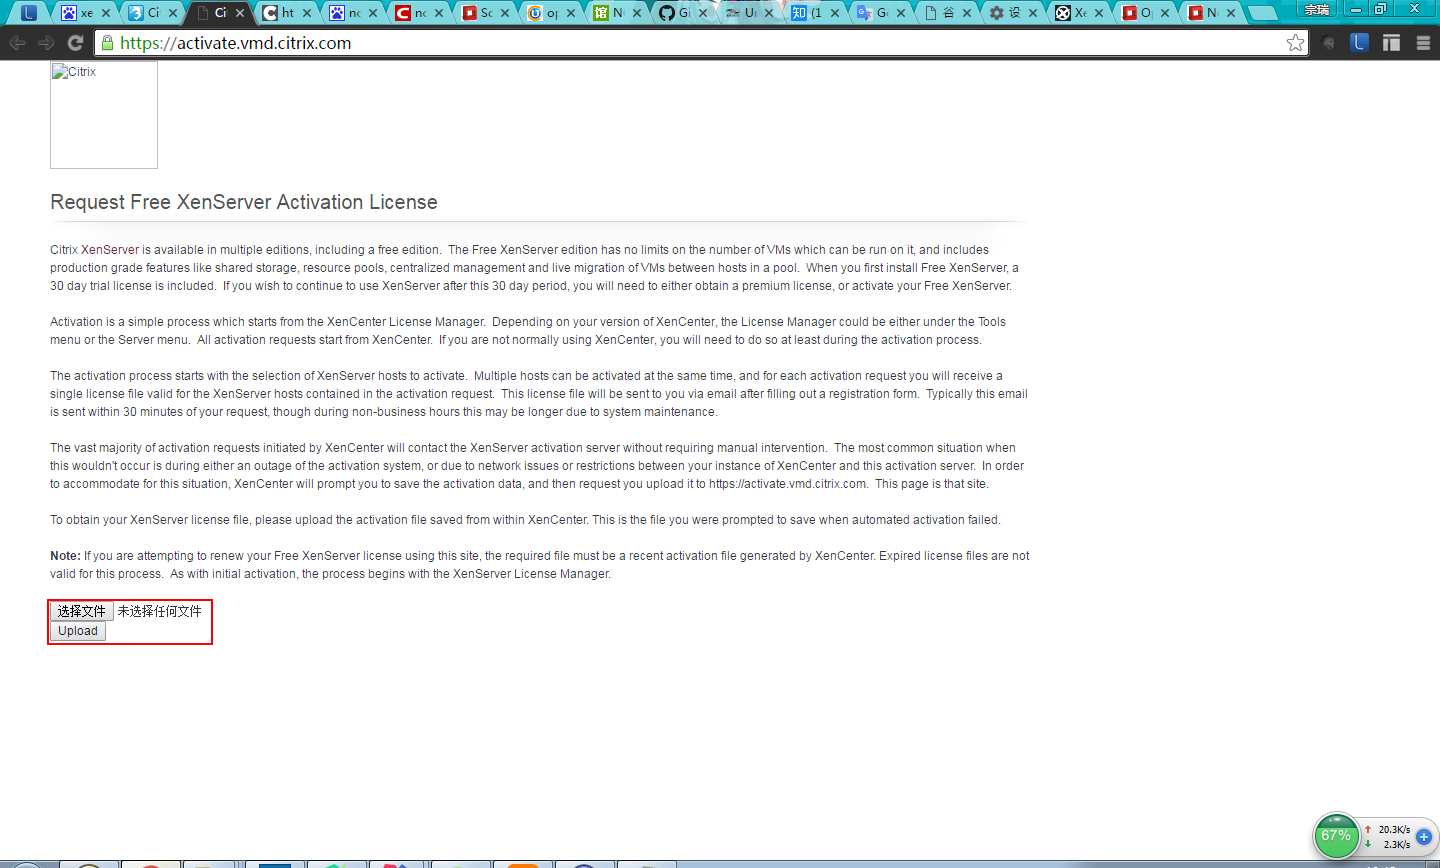 xe
Ci
Ci
ht
no
no
Sc
op
N
Gi
Ui
(1
Go
谷
设
Xe
O
N
宗瑞
https://activate.vmd.citrix.com
Citrix
Request Free XenServer Activation License
Citrix XenServer is available in multiple editions, including a free edition.  The Free XenServer edition has no limits on the number of VMs which can be run on it, and includes
production grade features like shared storage, resource pools, centralized management and live migration of VMs between hosts in a pool.  When you first install Free XenServer, a
30 day trial license is included.  If you wish to continue to use XenServer after this 30 day period, you will need to either obtain a premium license, or activate your Free XenServer.
Activation is a simple process which starts from the XenCenter License Manager.  Depending on your version of XenCenter, the License Manager could be either under the Tools
menu or the Server menu.  All activation requests start from XenCenter.  If you are not normally using XenCenter, you will need to do so at least during the activation process.
The activation process starts with the selection of XenServer hosts to activate.  Multiple hosts can be activated at the same time, and for each activation request you will receive a
single license file valid for the XenServer hosts contained in the activation request.  This license file will be sent to you via email after filling out a registration form.  Typically this email
is sent within 30 minutes of your request, though during non-business hours this may be longer due to system maintenance.
The vast majority of activation requests initiated by XenCenter will contact the XenServer activation server without requiring manual intervention.  The most common situation when
this wouldn't occur is during either an outage of the activation system, or due to network issues or restrictions between your instance of XenCenter and this activation server.  In order
to accommodate for this situation, XenCenter will prompt you to save the activation data, and then request you upload it to https://activate.vmd.citrix.com.  This page is that site.
To obtain your XenServer license file, please upload the activation file saved from within XenCenter. This is the file you were prompted to save when automated activation failed.
Note: If you are attempting to renew your Free XenServer license using this site, the required file must be a recent activation file generated by XenCenter. Expired license files are not
valid for this process.  As with initial activation, the process begins with the XenServer License Manager.
选择文件 未选择任何文件
Upload
67%
20.3K/s
2.3K/s